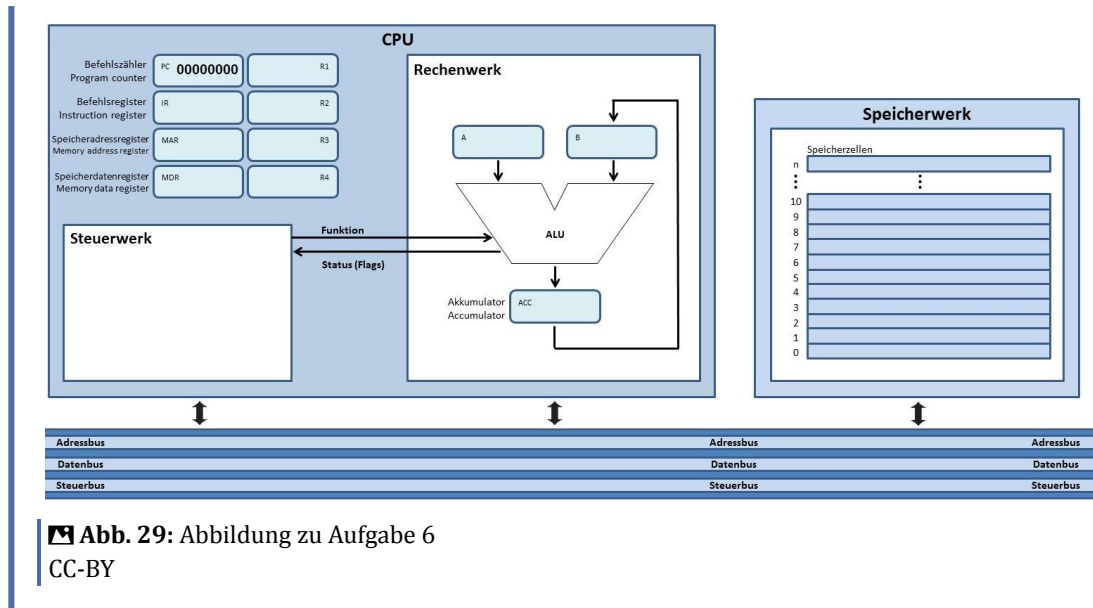 CPU
Befehlszähler
Program counter
PC 00000000
R1
Befehlsregister
Instruction register
IR
R2
Speicheradressregister
Memory address register
MAR
R3
Speicherdatenregister
Memory data register
MDR
R4
Steuerwerk
Funktion
Status (Flags)
Rechenwerk
A
B
ALU
Akkumulator
Accumulator
ACC
Speicherwerk
Speicherzellen
n
10
9
8
7
6
5
4
3
2
1
0
Adressbus Adressbus Adressbus
Datenbus Datenbus Datenbus
Steuerbus Steuerbus Steuerbus
Abb. 29: Abbildung zu Aufgabe 6
CC-BY